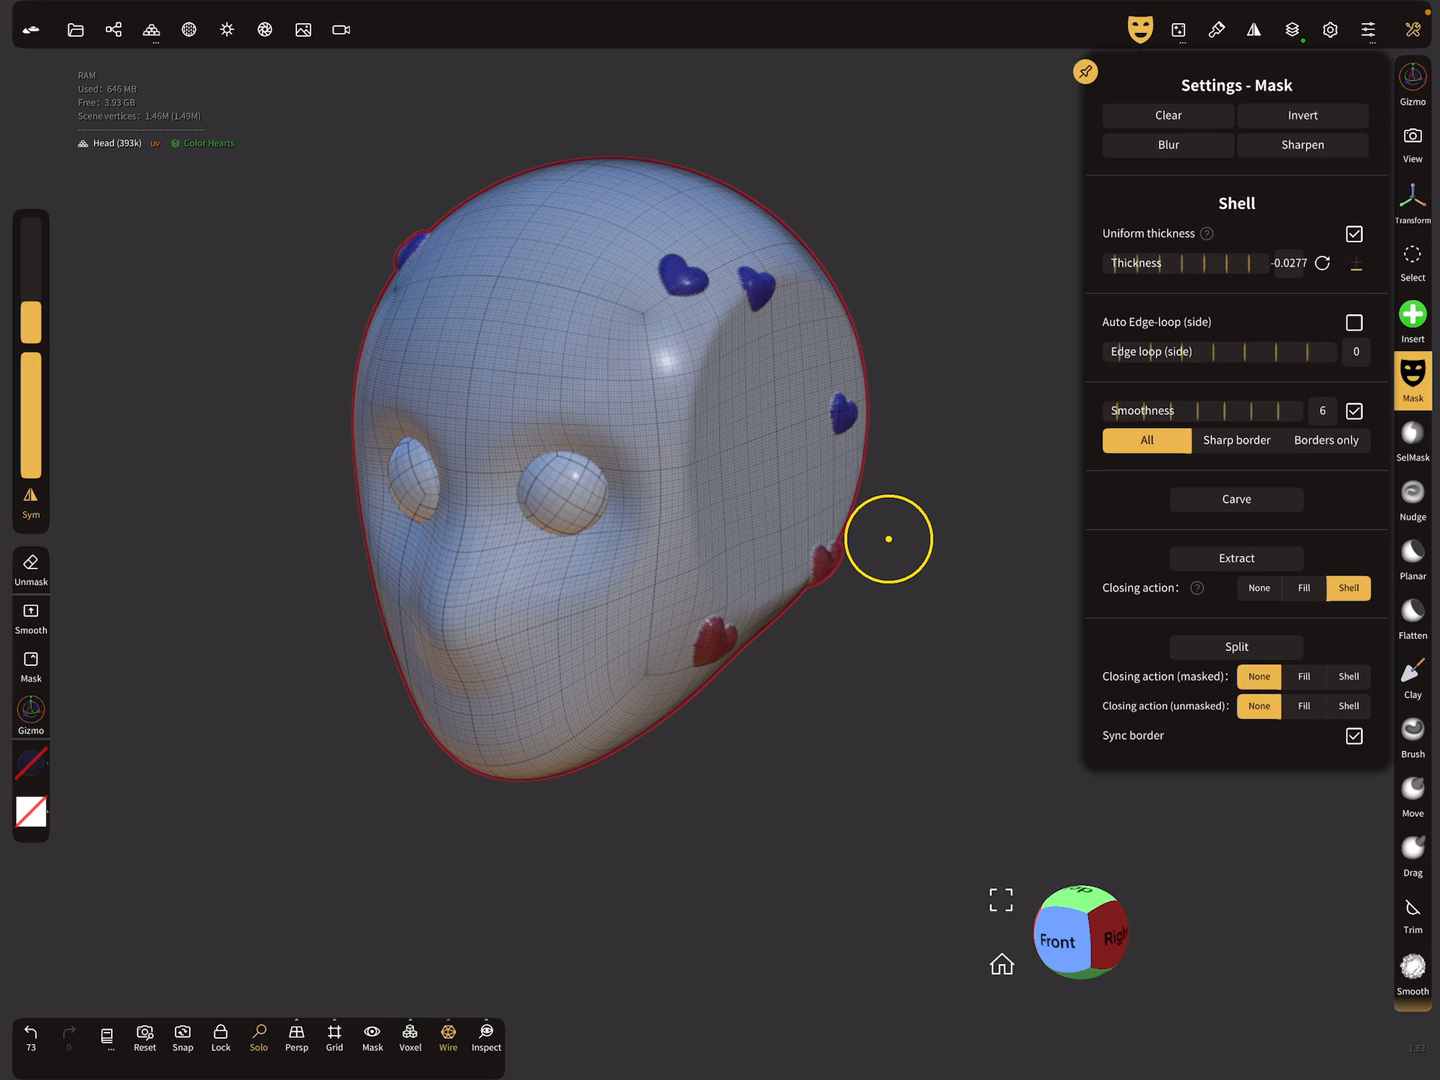 RAM
Used: 646 MB
Free: 3.93 GB
Scene vertices: 1.46M (1.49M)
Head (393k) uv Color Hearts
Sym
Unmask
Smooth
Mask
Gizmo
Settings - Mask
Clear
Invert
Blur
Sharpen
Shell
Uniform thickness ?
Thickness -0.0277
Auto Edge-loop (side)
Edge loop (side) 0
Smoothness 6
All
Sharp border
Borders only
Carve
Extract
Closing action: ? None Fill Shell
Split
Closing action (masked): None Fill Shell
Closing action (unmasked): None Fill Shell
Sync border
Gizmo
View
Transform
Select
Insert
Mask
SelMask
Nudge
Planar
Flatten
Clay
Brush
Move
Drag
Trim
Smooth
Front
Right
73
0
...
Reset
Snap
Lock
Solo
Persp
Grid
Mask
Voxel
Wire
Inspect
1.83